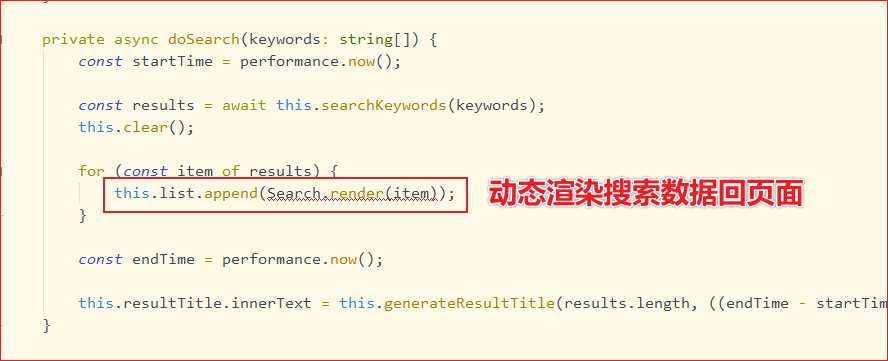 private async doSearch(keywords: string[]) {
const startTime = performance.now();
const results = await this.searchKeywords(keywords);
this.clear();
for (const item of results) {
this.list.append(Search.render(item));
动态渲染搜索数据回页面
}
const endTime = performance.now();
this.resultTitle.innerText = this.generateResultTitle(results.length, ((endTime - startTim
}